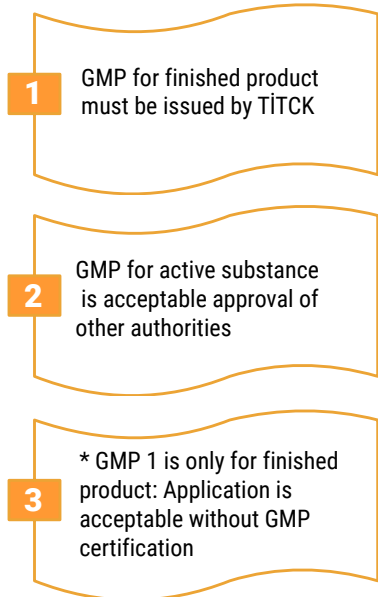 1
GMP for finished product
must be issued by TİTCK
2
GMP for active substance
is acceptable approval of
other authorities
3
* GMP 1 is only for finished
product: Application is
acceptable without GMP
certification